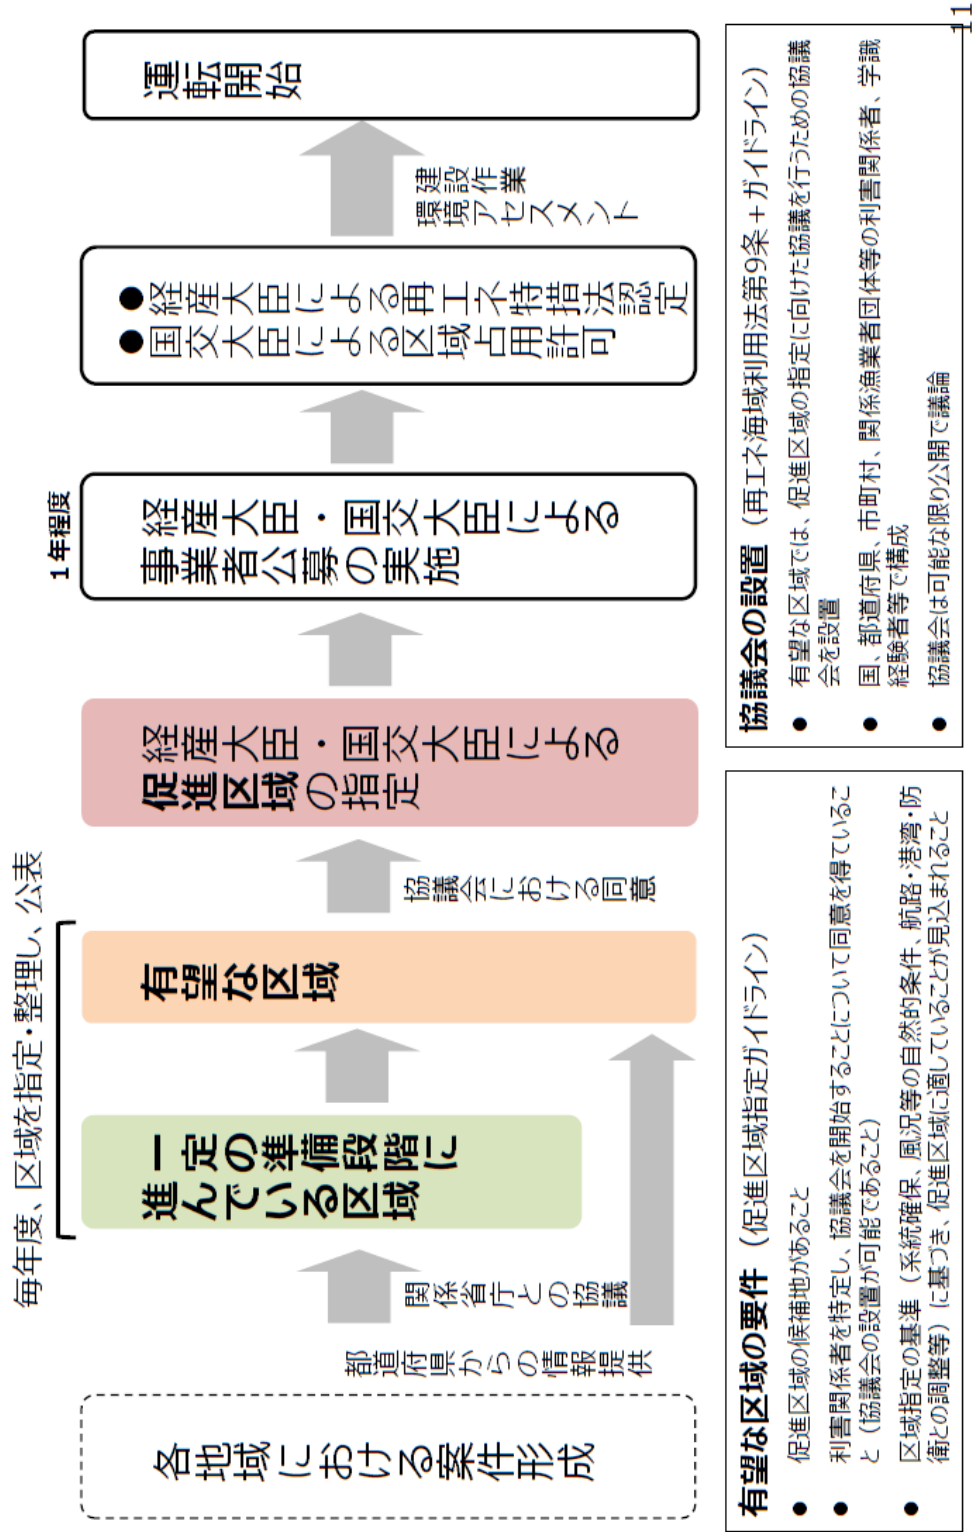 毎年度、区域を指定・整理し、公表
各地域における案件形成
都道府県からの情報提供
関係省庁との協議
一定の準備段階に
進んでいる区域
有望な区域
協議会における同意
経産大臣・国交大臣による
促進区域の指定
1年程度
経産大臣・国交大臣による
事業者公募の実施
●経産大臣による再エネ特措法認定
●国交大臣による区域占用許可
建設作業
環境アセスメント
運転開始
有望な区域の要件（促進区域指定ガイドライン）
● 促進区域の候補地があること
● 利害関係者を特定し、協議会を開始することについて同意を得ているこ
と（協議会の設置が可能であること）
● 区域指定の基準（系統確保、風況等の自然的条件、航路・港湾・防
衛との調整等）に基づき、促進区域に適していることが見込まれること
協議会の設置（再エネ海域利用法第9条＋ガイドライン）
● 有望な区域では、促進区域の指定に向けた協議を行うための協議
会を設置
● 国、都道府県、市町村、関係漁業者団体等の利害関係者、学識
経験者等で構成
● 協議会は可能な限り公開で議論
11